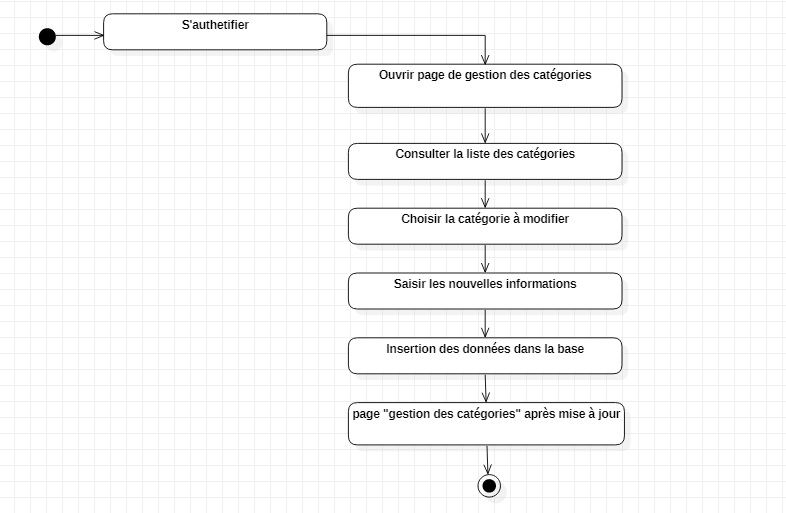 S'authetifier
Ouvrir page de gestion des catégories
Consulter la liste des catégories
Choisir la catégorie à modifier
Saisir les nouvelles informations
Insertion des données dans la base
page "gestion des catégories" après mise à jour